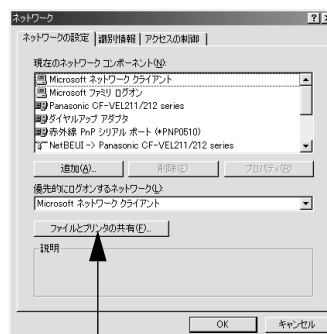 ネットワーク
ネットワークの設定 識別情報 アクセスの制御
現在のネットワーク コンポーネント(N):
Microsoft ネットワーク クライアント
Microsoft ファミリ ログオン
Panasonic CF-VEL211/212 series
ダイヤルアップ アダプタ
赤外線 PnP シリアル ポート (*PNP0510)
NetBEUI -> Panasonic CF-VEL211/212 series
追加(A)... 削除(E) プロパティ(R)
優先的にログオンするネットワーク(L):
Microsoft ネットワーク クライアント
ファイルとプリンタの共有(F)...
説明
OK キャンセル